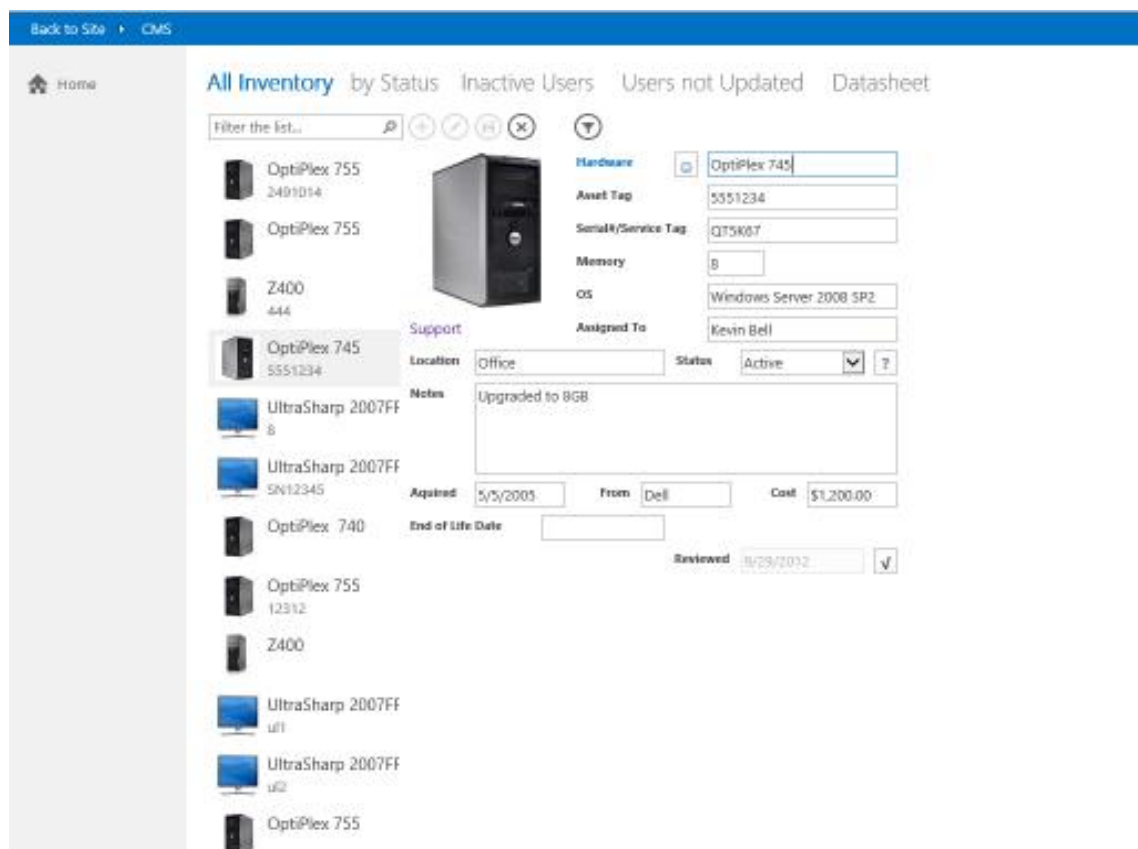 Back to Site CMS
Home
All Inventory by Status Inactive Users Users not Updated Datasheet
Filter the list...
OptiPlex 755
2491014
OptiPlex 755
Z400
444
OptiPlex 745
5551234
UltraSharp 2007FF
8
UltraSharp 2007FF
SN12345
OptiPlex 740
OptiPlex 755
12312
Z400
UltraSharp 2007FF
ul1
UltraSharp 2007FF
ul2
OptiPlex 755
Support
Hardware OptiPlex 745
Asset Tag 5551234
Serial#/Service Tag QT5K67
Memory 8
OS Windows Server 2008 SP2
Assigned To Kevin Bell
Location Office Status Active ?
Notes Upgraded to 8GB
Aquired 5/5/2005 From Dell Cost $1,200.00
End of Life Date
Reviewed 9/29/2012 √